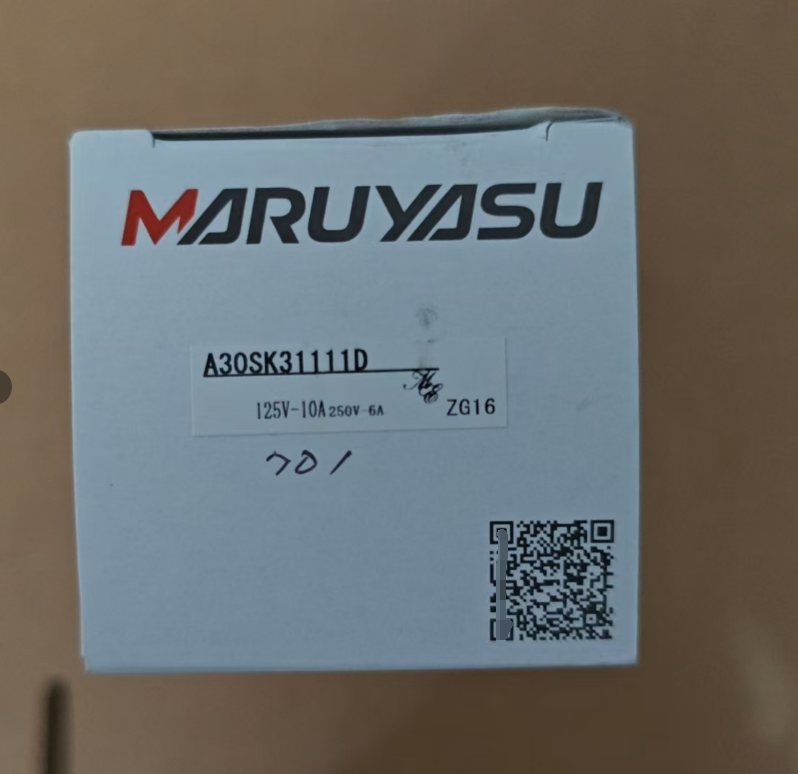 MARUYASU
A30SK31111D
125V-10A 250V-6A
ZG16
701